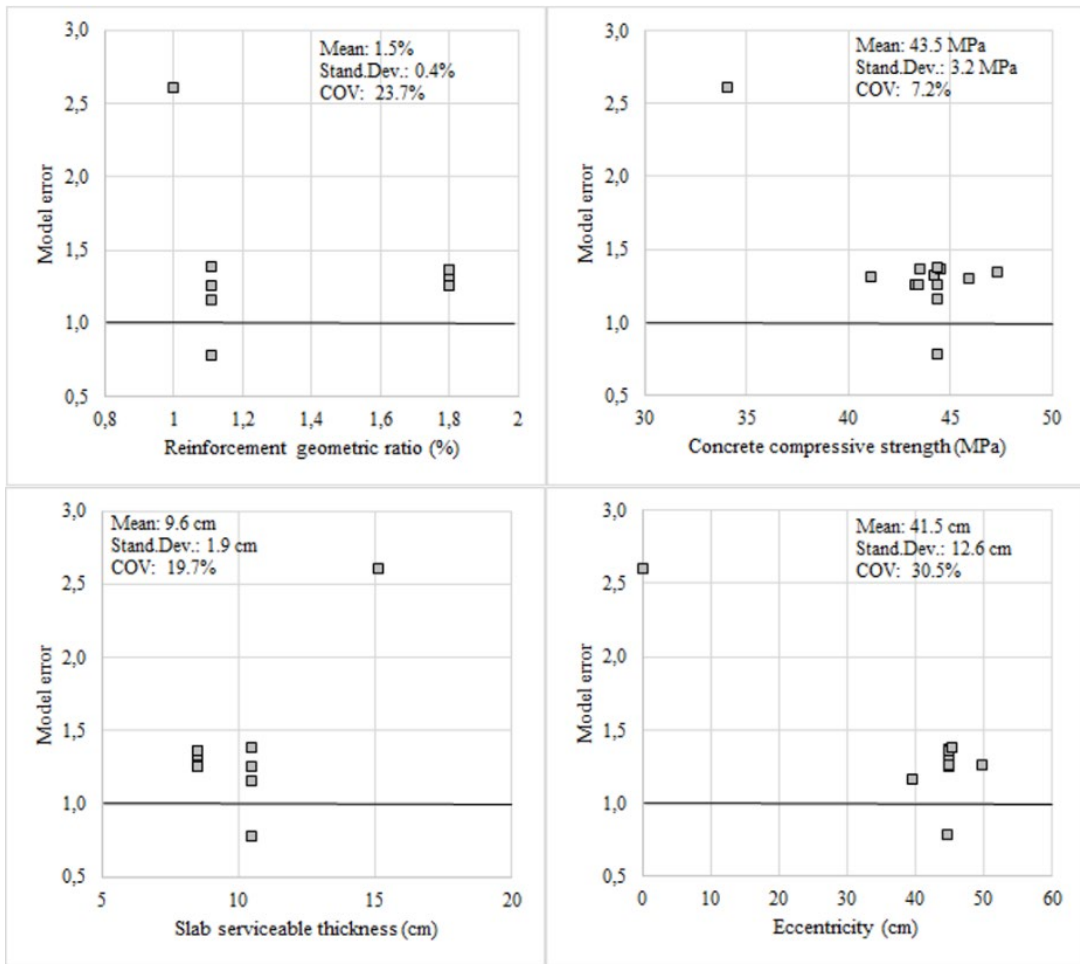 3,0
Mean: 1.5%
Stand.Dev.: 0.4%
COV: 23.7%
2,5
2,0
Model error
1,5
1,0
0,5
0,8 1 1,2 1,4 1,6 1,8 2
Reinforcement geometric ratio (%)
3,0
Mean: 43.5 MPa
Stand.Dev.: 3.2 MPa
COV: 7.2%
2,5
2,0
Model error
1,5
1,0
0,5
30 35 40 45 50
Concrete compressive strength (MPa)
3,0
Mean: 9.6 cm
Stand.Dev.: 1.9 cm
COV: 19.7%
2,5
2,0
Model error
1,5
1,0
0,5
5 10 15 20
Slab serviceable thickness (cm)
3,0
Mean: 41.5 cm
Stand.Dev.: 12.6 cm
COV: 30.5%
2,5
2,0
Model error
1,5
1,0
0,5
0 10 20 30 40 50 60
Eccentricity (cm)